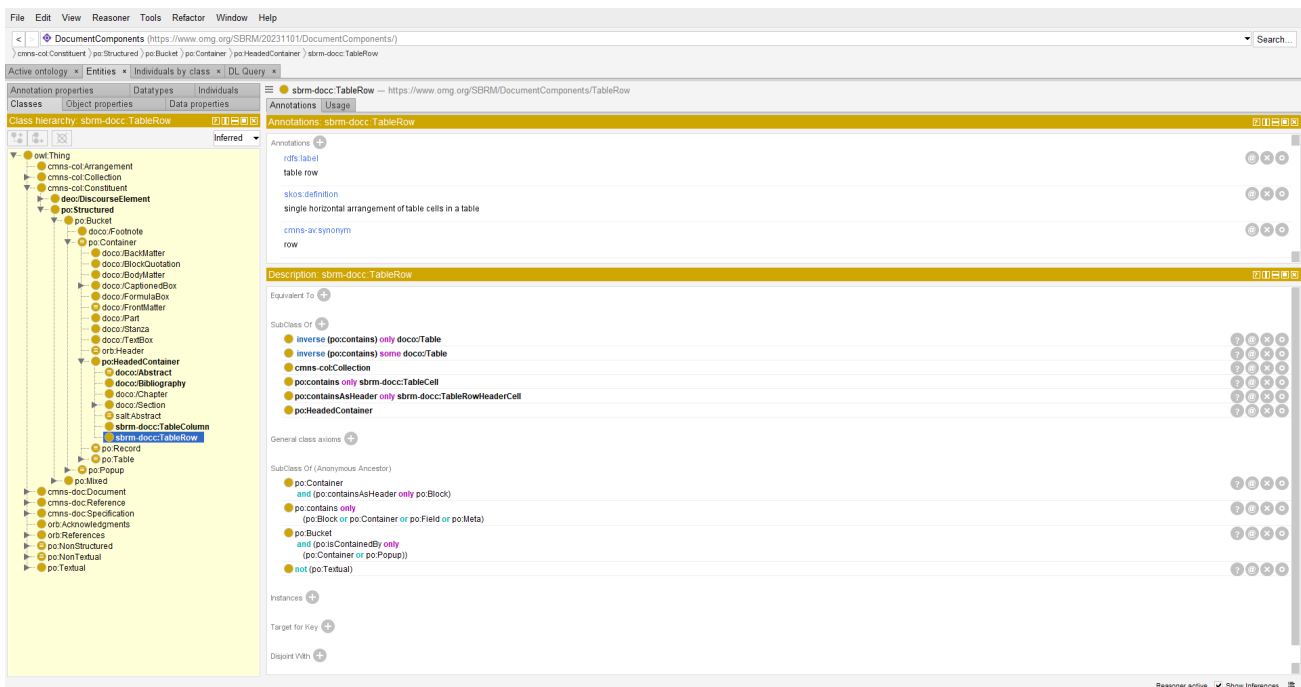 File Edit View Reasoner Tools Refactor Window Help
< > DocumentComponents (https://www.omg.org/SBRM/20231101/DocumentComponents/) Search...
cmns-col:Constituent po:Structured po:Bucket po:Container po:HeadedContainer sbrm-docc:TableRow
Active ontology × Entities × Individuals by class × DL Query ×
Annotation properties Datatypes Individuals
Classes Object properties Data properties
Class hierarchy: sbrm-docc:TableRow
Inferred
owl:Thing
cmns-col:Arrangement
cmns-col:Collection
cmns-col:Constituent
deo:/DiscourseElement
po:Structured
po:Bucket
doco:/Footnote
po:Container
doco:/BackMatter
doco:/BlockQuotation
doco:/BodyMatter
doco:/CaptionedBox
doco:/FormulaBox
doco:/FrontMatter
doco:/Part
doco:/Stanza
doco:/TextBox
orb:Header
po:HeadedContainer
doco:/Abstract
doco:/Bibliography
doco:/Chapter
doco:/Section
salt:Abstract
sbrm-docc:TableColumn
sbrm-docc:TableRow
po:Record
po:Table
po:Popup
po:Mixed
cmns-doc:Document
cmns-doc:Reference
cmns-doc:Specification
orb:Acknowledgments
orb:References
po:NonStructured
po:NonTextual
po:Textual
sbrm-docc:TableRow — https://www.omg.org/SBRM/DocumentComponents/TableRow
Annotations Usage
Annotations: sbrm-docc:TableRow
Annotations
rdfs:label
table row
skos:definition
single horizontal arrangement of table cells in a table
cmns-av:synonym
row
Description: sbrm-docc:TableRow
Equivalent To
SubClass Of
inverse (po:contains) only doco:/Table
inverse (po:contains) some doco:/Table
cmns-col:Collection
po:contains only sbrm-docc:TableCell
po:containsAsHeader only sbrm-docc:TableRowHeaderCell
po:HeadedContainer
General class axioms
SubClass Of (Anonymous Ancestor)
po:Container
and (po:containsAsHeader only po:Block)
po:contains only
(po:Block or po:Container or po:Field or po:Meta)
po:Bucket
and (po:isContainedBy only
(po:Container or po:Popup))
not (po:Textual)
Instances
Target for Key
Disjoint With
Reasoner active Show Inferences